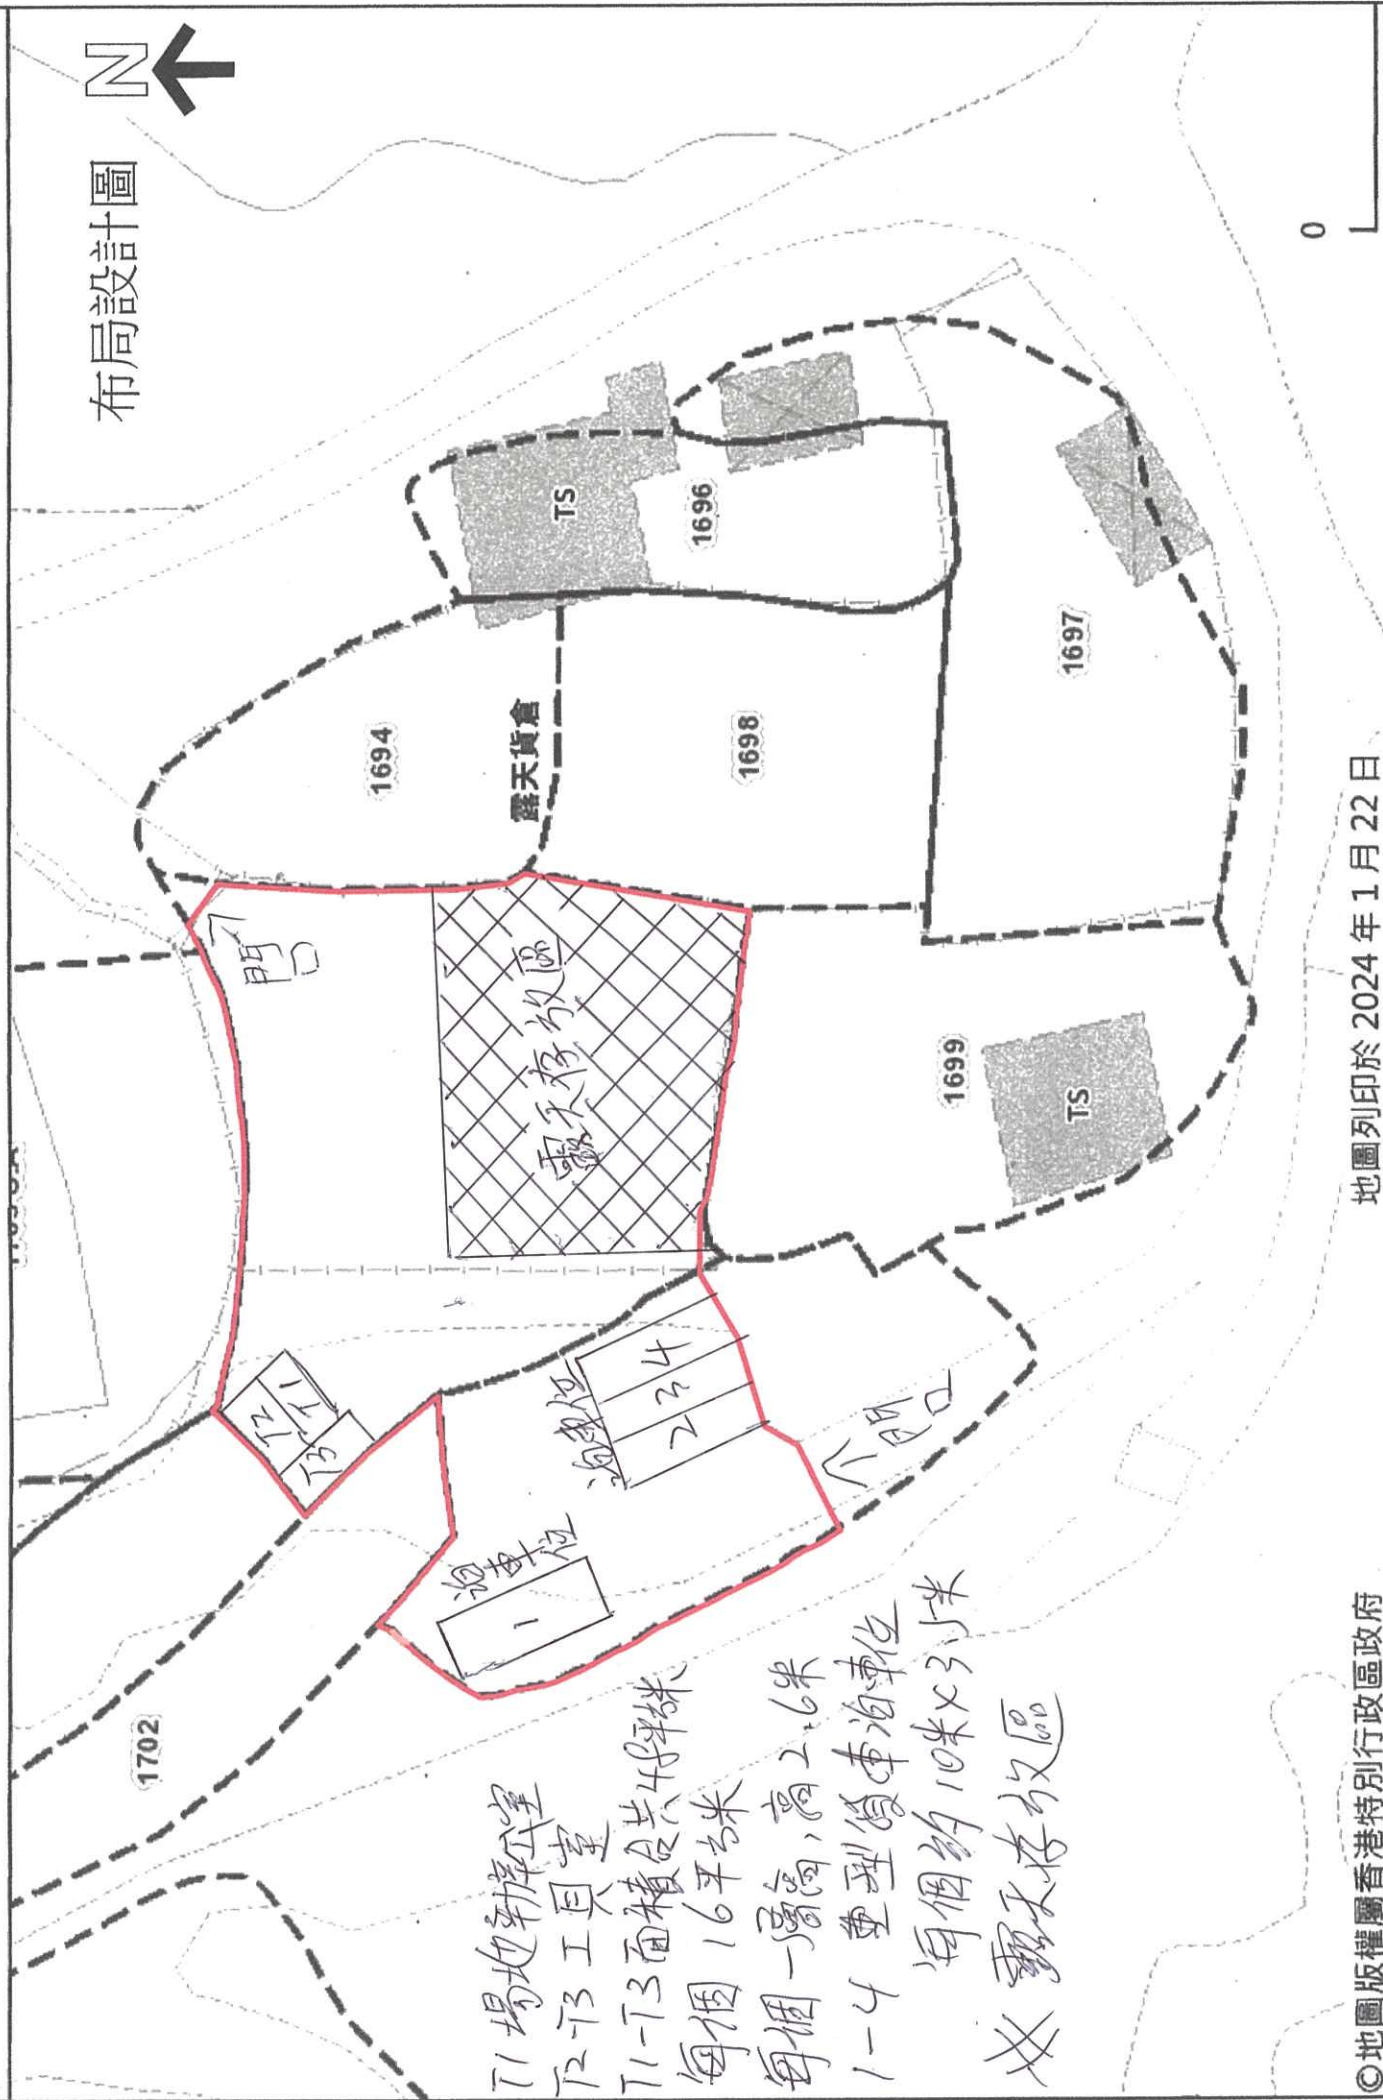 布局設計圖
N
1694
露天貨倉
TS
1696
1698
1697
1699
TS
1702
門口
露天存放區
T2
T3
T1
泊車位
2 3 4
泊車位
1
門口
T1 場地辦公室
T2-T3 工具室
T1-T3 面積合共48平方米
每個 16平方米
每個一層高,高2.6米
1-4 重型貨車泊車位
每個約10米×3.5米
露天存放區
0
地圖列印於 2024 年 1 月 22 日
©地圖版權屬香港特別行政區政府